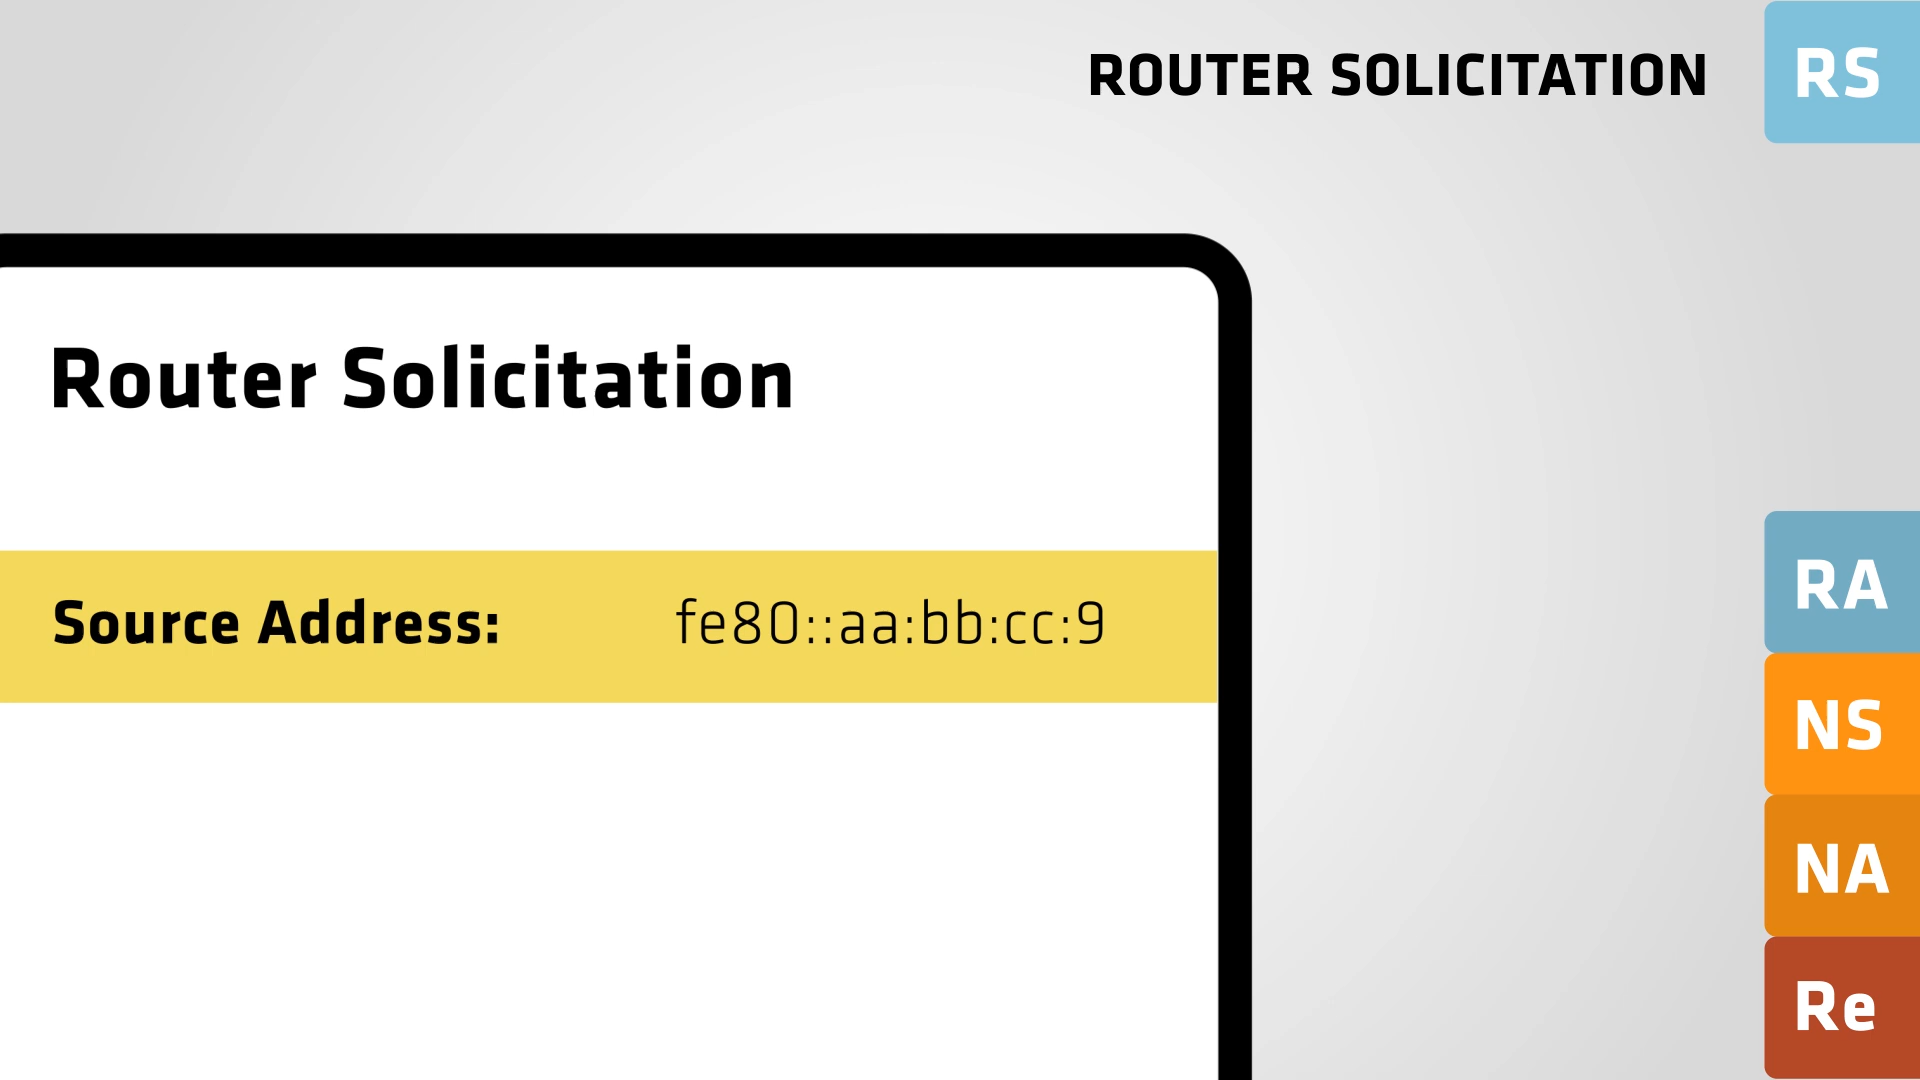 ROUTER SOLICITATION
RS
Router Solicitation
Source Address: fe80::aa:bb:cc:9
RA
NS
NA
Re